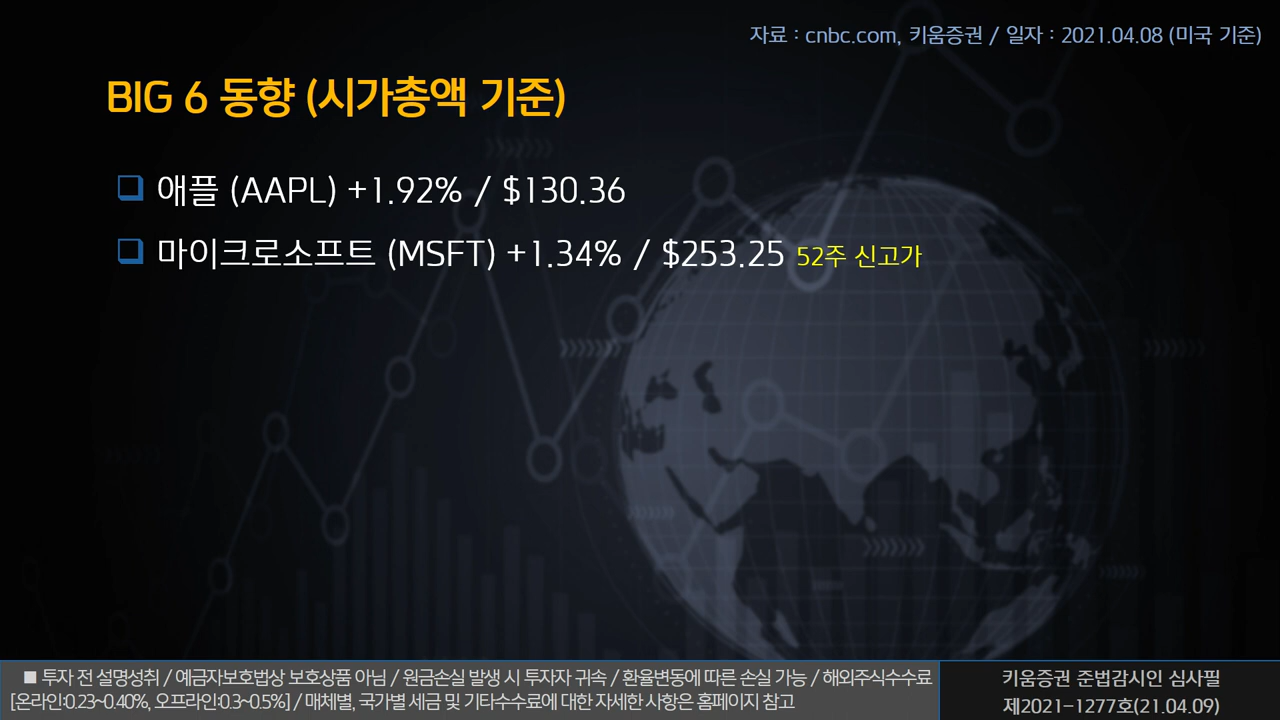 자료 : cnbc.com, 키움증권 / 일자 : 2021.04.08 (미국 기준)
BIG 6 동향 (시가총액 기준)
애플 (AAPL) +1.92% / $130.36
마이크로소프트 (MSFT) +1.34% / $253.25 52주 신고가
■ 투자 전 설명성취 / 예금자보호법상 보호상품 아님 / 원금손실 발생 시 투자자 귀속 / 환율변동에 따른 손실 가능 / 해외주식수수료
[온라인:0.23~0.40%, 오프라인:0.3~0.5%] / 매체별, 국가별 세금 및 기타수수료에 대한 자세한 사항은 홈페이지 참고
키움증권 준법감시인 심사필
제2021-1277호(21.04.09)